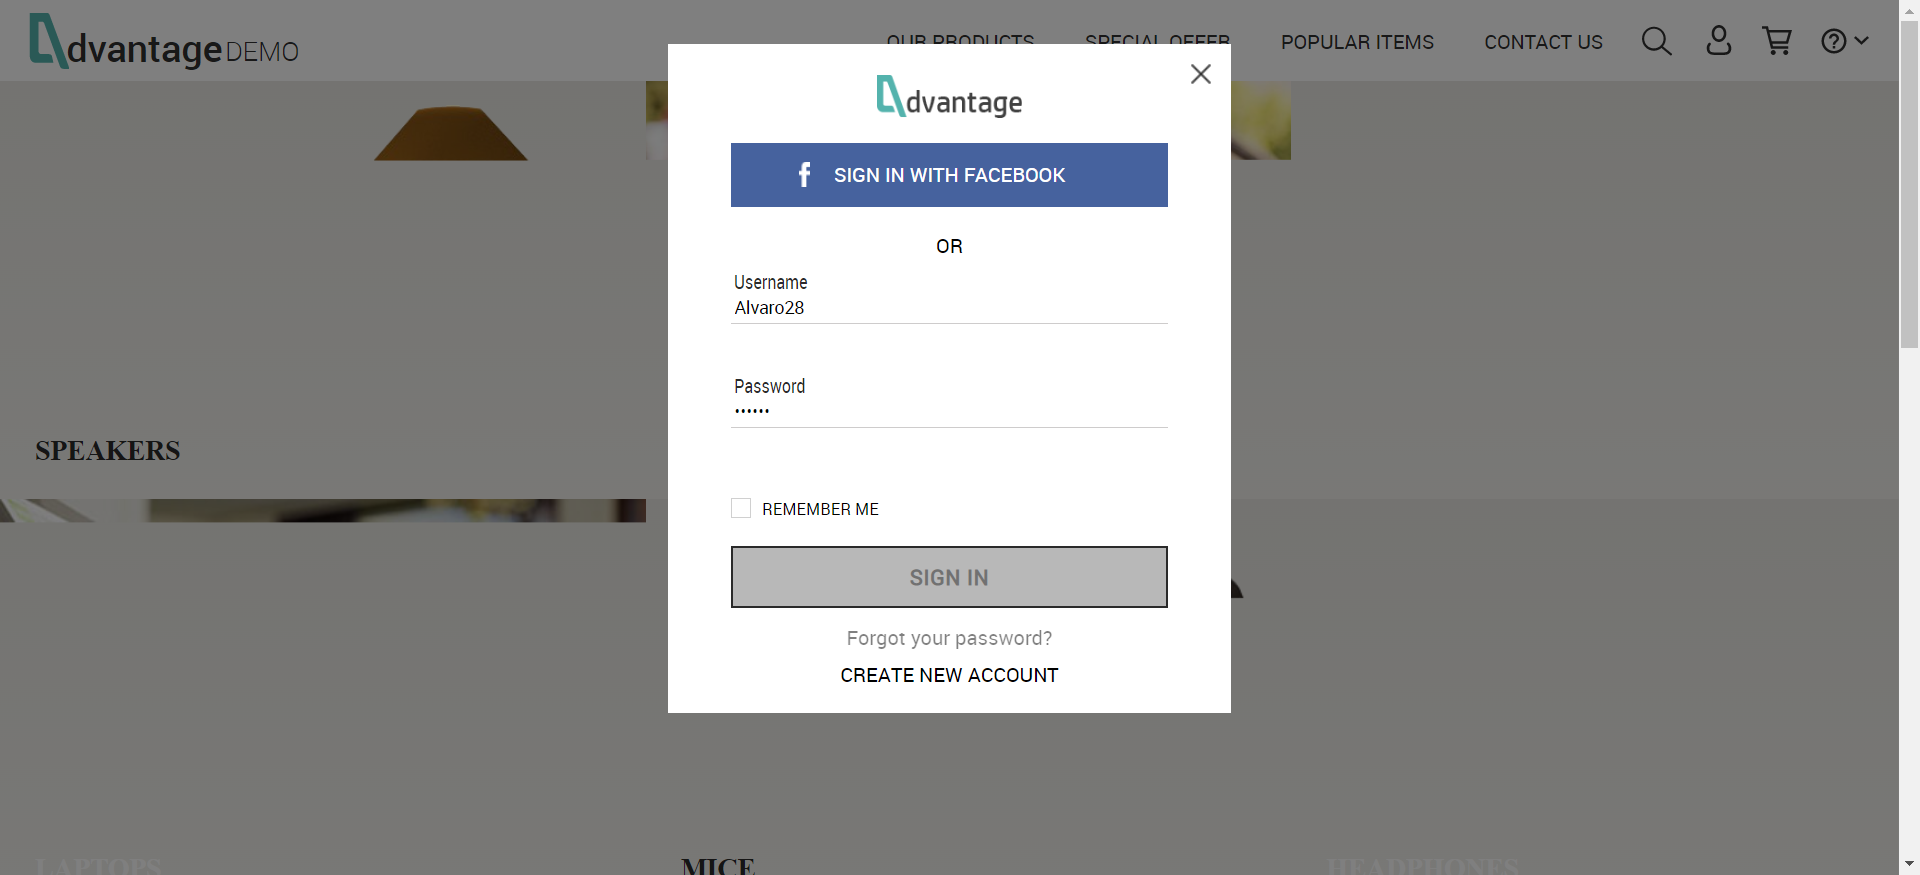 dvantage DEMO
OUR PRODUCTS
SPECIAL OFFER
POPULAR ITEMS
CONTACT US
dvantage
SIGN IN WITH FACEBOOK
OR
Username
Alvaro28
Password
••••••
REMEMBER ME
SIGN IN
Forgot your password?
CREATE NEW ACCOUNT
SPEAKERS
LAPTOPS
MICE
HEADPHONES